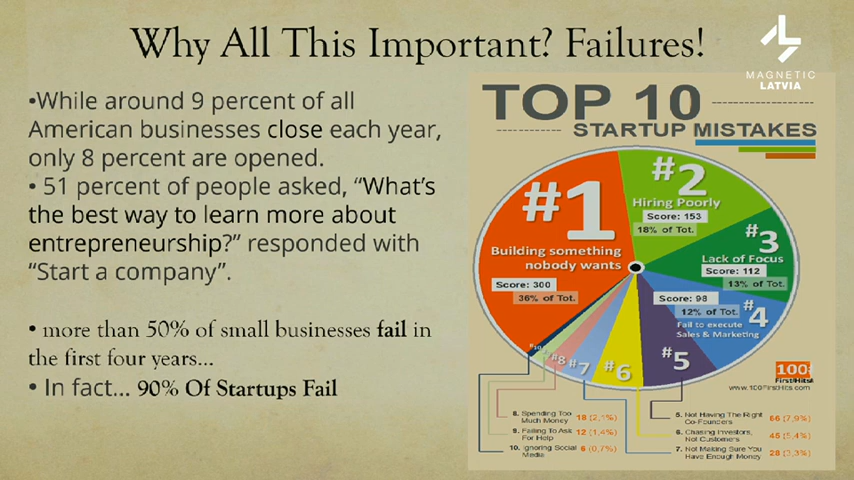 Why All This Important? Failures!
MAGNETIC
LATVIA
•While around 9 percent of all
American businesses close each year,
only 8 percent are opened.
• 51 percent of people asked, “What’s
the best way to learn more about
entrepreneurship?” responded with
“Start a company”.
• more than 50% of small businesses fail in
the first four years...
• In fact... 90% Of Startups Fail
TOP 10
STARTUP MISTAKES
#1
Building something
nobody wants
Score: 300
36% of Tot.
#2
Hiring Poorly
Score: 153
18% of Tot.
#3
Lack of Focus
Score: 112
13% of Tot.
Score: 98
12% of Tot.
#4
Fail to execute
Sales & Marketing
#5
#6
#7
#8
100
FirstHits
www.100FirstHits.com
8. Spending Too
Much Money 18 (2,1%)
9. Failing To Ask
For Help 12 (1,4%)
10. Ignoring Social
Media 6 (0,7%)
5. Not Having The Right
Co-Founders 66 (7,9%)
6. Chasing Investors,
Not Customers 45 (5,4%)
7. Not Making Sure You
Have Enough Money 28 (3,3%)